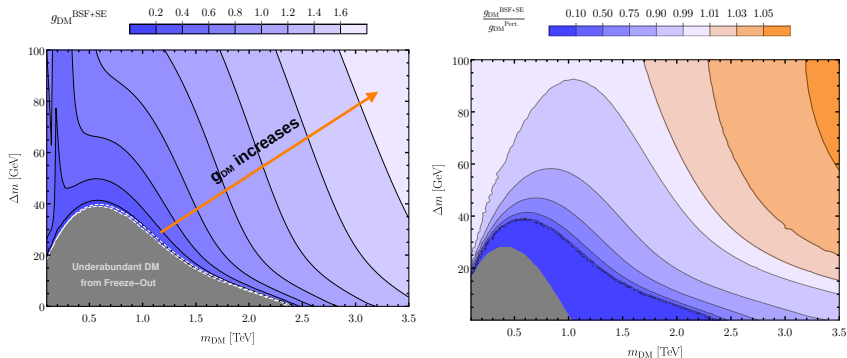 g_DM^BSF+SE
0.2 0.4 0.6 0.8 1.0 1.2 1.4 1.6
100
80
60
40
20
0
Δm [GeV]
g_DM increases
Underabundant DM
from Freeze−Out
0.5 1.0 1.5 2.0 2.5 3.0 3.5
m_DM [TeV]
g_DM^BSF+SE
g_DM^Pert.
0.10 0.50 0.75 0.90 0.99 1.01 1.03 1.05
100
80
60
40
20
Δm [GeV]
0.5 1.0 1.5 2.0 2.5 3.0 3.5
m_DM [TeV]